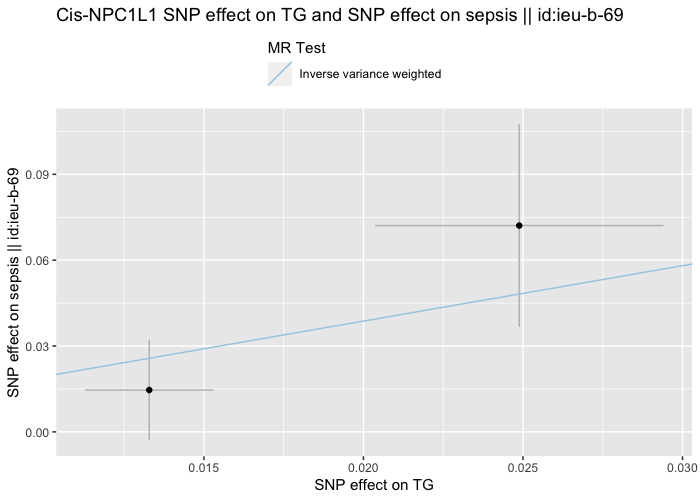 Cis-NPC1L1 SNP effect on TG and SNP effect on sepsis || id:ieu-b-69
MR Test
Inverse variance weighted
SNP effect on sepsis || id:ieu-b-69
0.09
0.06
0.03
0.00
0.015
0.020
0.025
0.030
SNP effect on TG